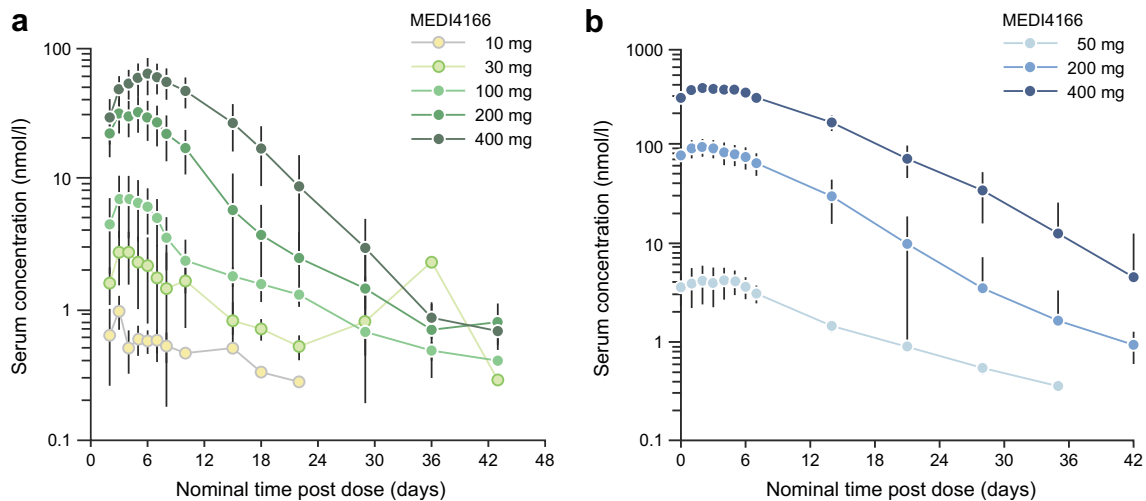 a
MEDI4166
10 mg
30 mg
100 mg
200 mg
400 mg
Serum concentration (nmol/l)
100
10
1
0.1
0 6 12 18 24 30 36 42 48
Nominal time post dose (days)
b
MEDI4166
50 mg
200 mg
400 mg
Serum concentration (nmol/l)
1000
100
10
1
0.1
0 6 12 18 24 30 36 42
Nominal time post dose (days)